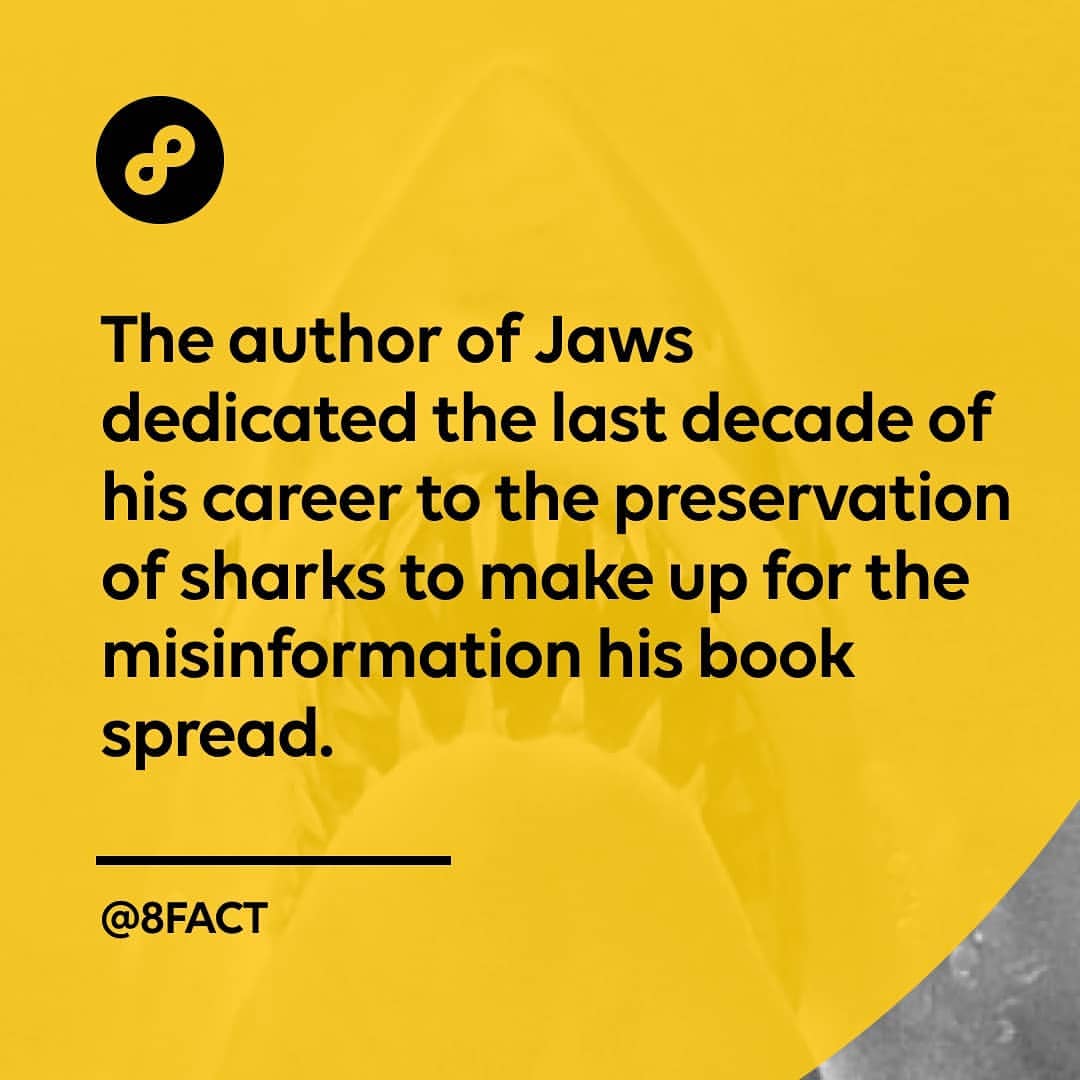 The author of Jaws
dedicated the last decade of
his career to the preservation
of sharks to make up for the
misinformation his book
spread.
@8FACT